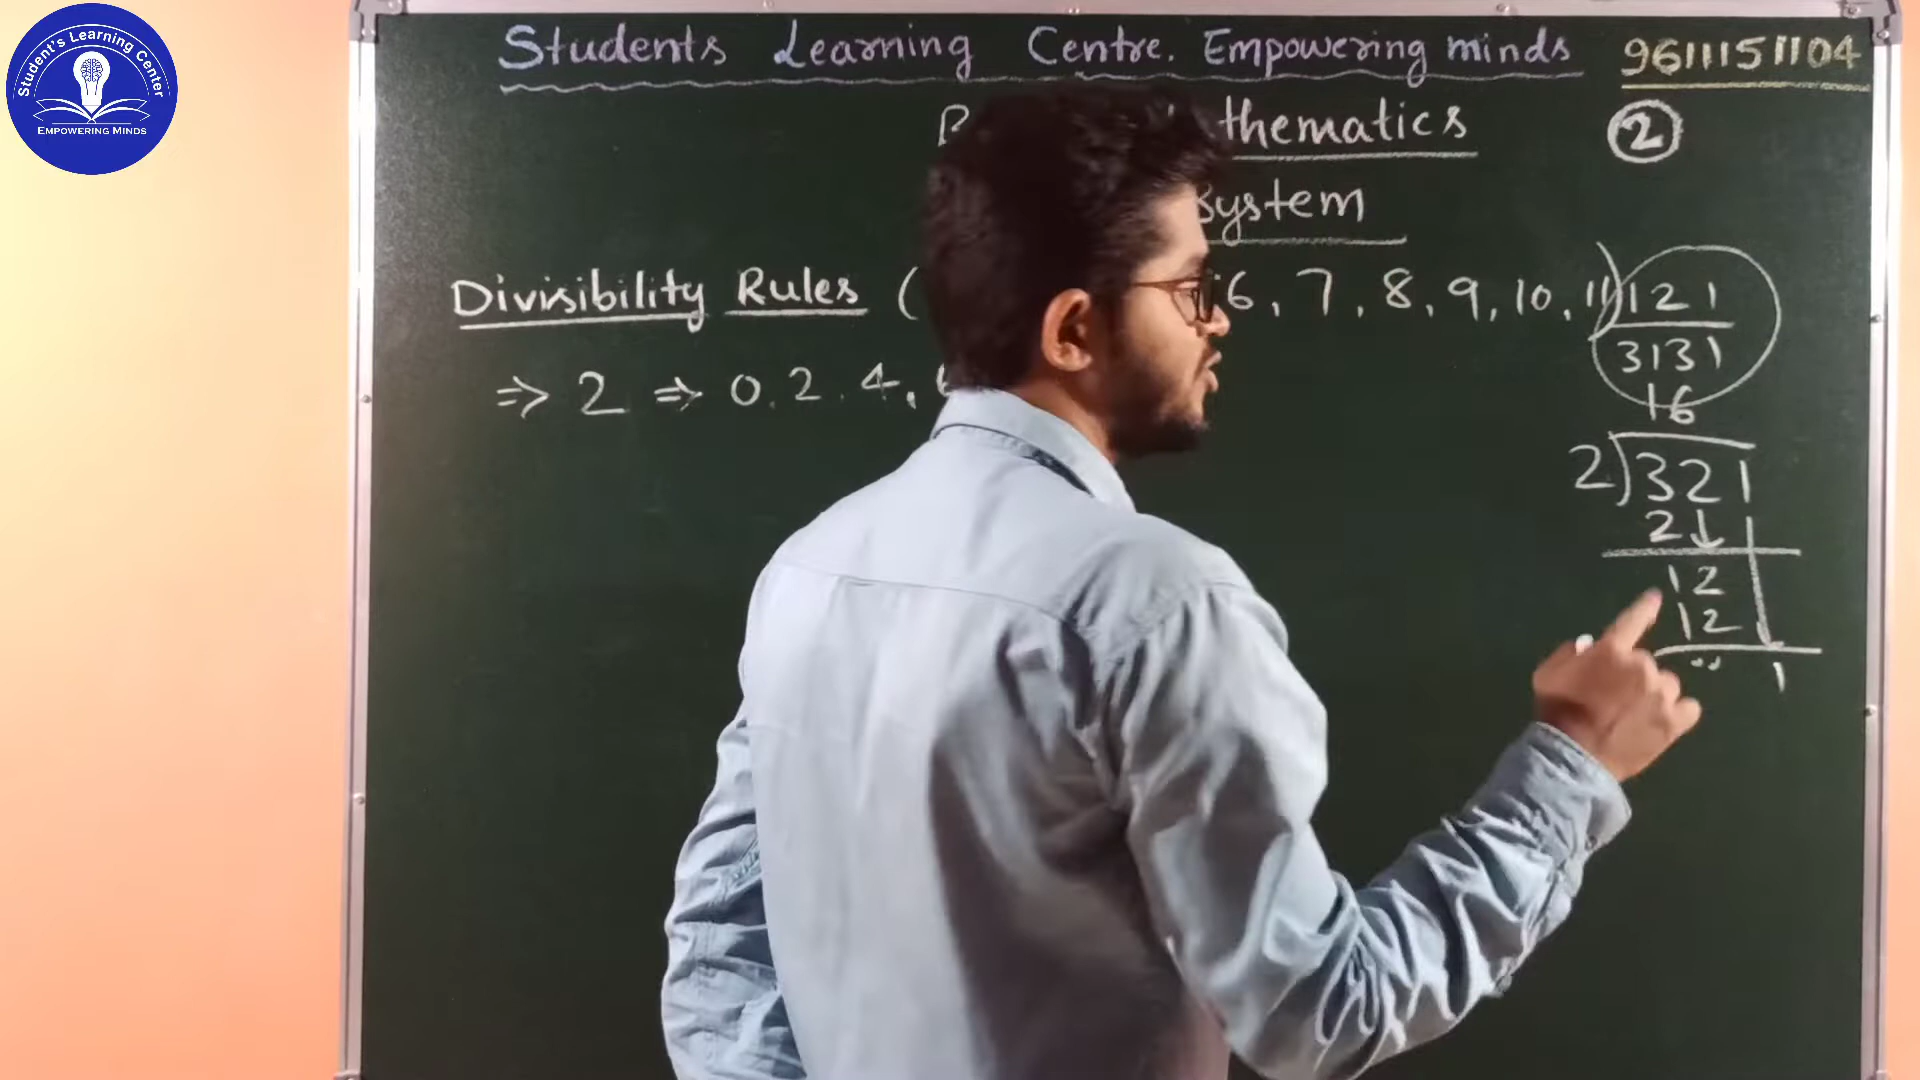 Student's Learning Center
EMPOWERING MINDS
Students Learning Centre. Empowering minds 9611151104
thematics 2
System
Divisibility Rules ( 6, 7, 8, 9, 10, 11)
121
3131
⇒ 2 ⇒ 0, 2, 4,
16
2)321
2↓
12
12
1